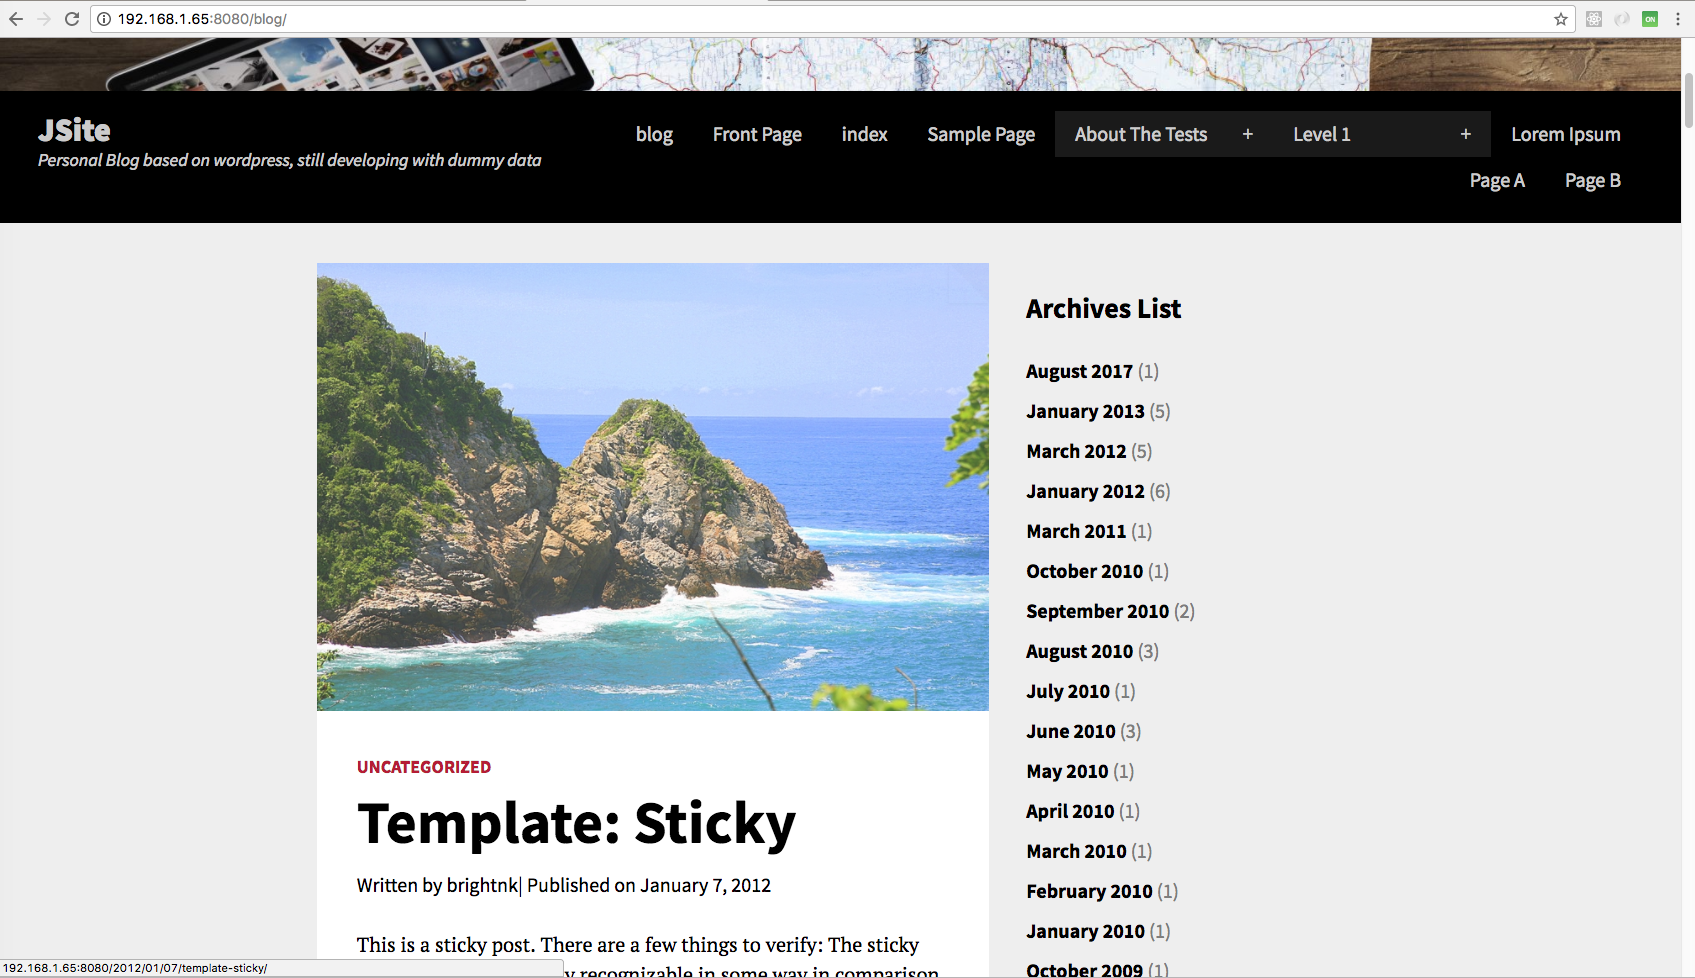 192.168.1.65:8080/blog/
ON
JSite
Personal Blog based on wordpress, still developing with dummy data
blog Front Page index Sample Page About The Tests + Level 1 + Lorem Ipsum
Page A Page B
UNCATEGORIZED
Template: Sticky
Written by brightnk| Published on January 7, 2012
This is a sticky post. There are a few things to verify: The sticky
y recognizable in some way in comparison
Archives List
August 2017 (1)
January 2013 (5)
March 2012 (5)
January 2012 (6)
March 2011 (1)
October 2010 (1)
September 2010 (2)
August 2010 (3)
July 2010 (1)
June 2010 (3)
May 2010 (1)
April 2010 (1)
March 2010 (1)
February 2010 (1)
January 2010 (1)
October 2009 (1)
192.168.1.65:8080/2012/01/07/template-sticky/